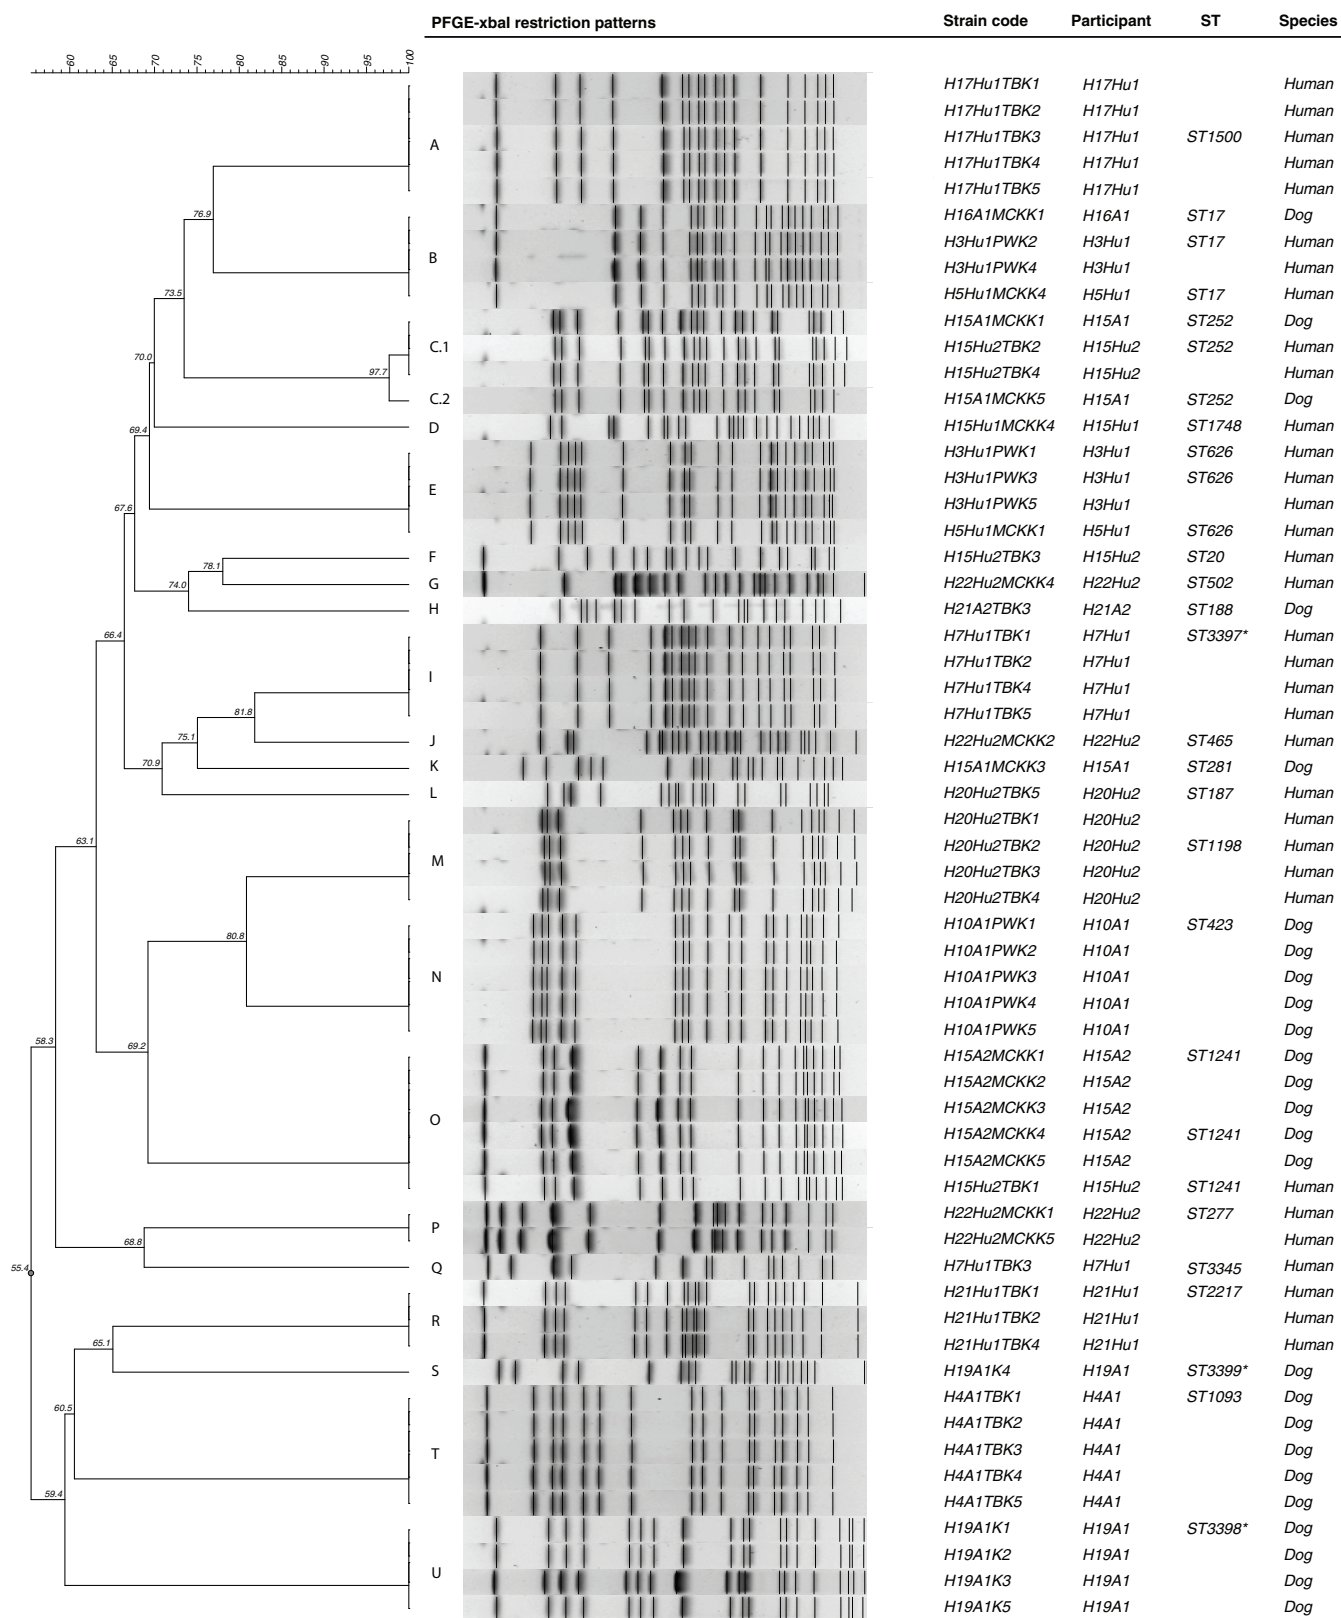 PFGE-xbal restriction patterns Strain code Participant ST Species
60 65 70 75 80 85 90 95 100
H17Hu1TBK1 H17Hu1 Human
H17Hu1TBK2 H17Hu1 Human
A H17Hu1TBK3 H17Hu1 ST1500 Human
H17Hu1TBK4 H17Hu1 Human
H17Hu1TBK5 H17Hu1 Human
76.9 H16A1MCKK1 H16A1 ST17 Dog
H3Hu1PWK2 H3Hu1 ST17 Human
B H3Hu1PWK4 H3Hu1 Human
73.5 H5Hu1MCKK4 H5Hu1 ST17 Human
H15A1MCKK1 H15A1 ST252 Dog
C.1 H15Hu2TBK2 H15Hu2 ST252 Human
70.0 97.7 H15Hu2TBK4 H15Hu2 Human
C.2 H15A1MCKK5 H15A1 ST252 Dog
D H15Hu1MCKK4 H15Hu1 ST1748 Human
69.4 H3Hu1PWK1 H3Hu1 ST626 Human
E H3Hu1PWK3 H3Hu1 ST626 Human
67.6 H3Hu1PWK5 H3Hu1 Human
H5Hu1MCKK1 H5Hu1 ST626 Human
F H15Hu2TBK3 H15Hu2 ST20 Human
78.1 74.0 G H22Hu2MCKK4 H22Hu2 ST502 Human
H H21A2TBK3 H21A2 ST188 Dog
66.4 H7Hu1TBK1 H7Hu1 ST3397* Human
H7Hu1TBK2 H7Hu1 Human
I H7Hu1TBK4 H7Hu1 Human
81.8 H7Hu1TBK5 H7Hu1 Human
75.1 J H22Hu2MCKK2 H22Hu2 ST465 Human
70.9 K H15A1MCKK3 H15A1 ST281 Dog
L H20Hu2TBK5 H20Hu2 ST187 Human
H20Hu2TBK1 H20Hu2 Human
63.1 M H20Hu2TBK2 H20Hu2 ST1198 Human
H20Hu2TBK3 H20Hu2 Human
H20Hu2TBK4 H20Hu2 Human
H10A1PWK1 H10A1 ST423 Dog
80.8 H10A1PWK2 H10A1 Dog
N H10A1PWK3 H10A1 Dog
H10A1PWK4 H10A1 Dog
H10A1PWK5 H10A1 Dog
58.3 69.2 H15A2MCKK1 H15A2 ST1241 Dog
H15A2MCKK2 H15A2 Dog
O H15A2MCKK3 H15A2 Dog
H15A2MCKK4 H15A2 ST1241 Dog
H15A2MCKK5 H15A2 Dog
H15Hu2TBK1 H15Hu2 ST1241 Human
P H22Hu2MCKK1 H22Hu2 ST277 Human
68.8 H22Hu2MCKK5 H22Hu2 Human
55.4 Q H7Hu1TBK3 H7Hu1 ST3345 Human
H21Hu1TBK1 H21Hu1 ST2217 Human
R H21Hu1TBK2 H21Hu1 Human
65.1 H21Hu1TBK4 H21Hu1 Human
S H19A1K4 H19A1 ST3399* Dog
H4A1TBK1 H4A1 ST1093 Dog
60.5 H4A1TBK2 H4A1 Dog
T H4A1TBK3 H4A1 Dog
H4A1TBK4 H4A1 Dog
59.4 H4A1TBK5 H4A1 Dog
H19A1K1 H19A1 ST3398* Dog
H19A1K2 H19A1 Dog
U H19A1K3 H19A1 Dog
H19A1K5 H19A1 Dog